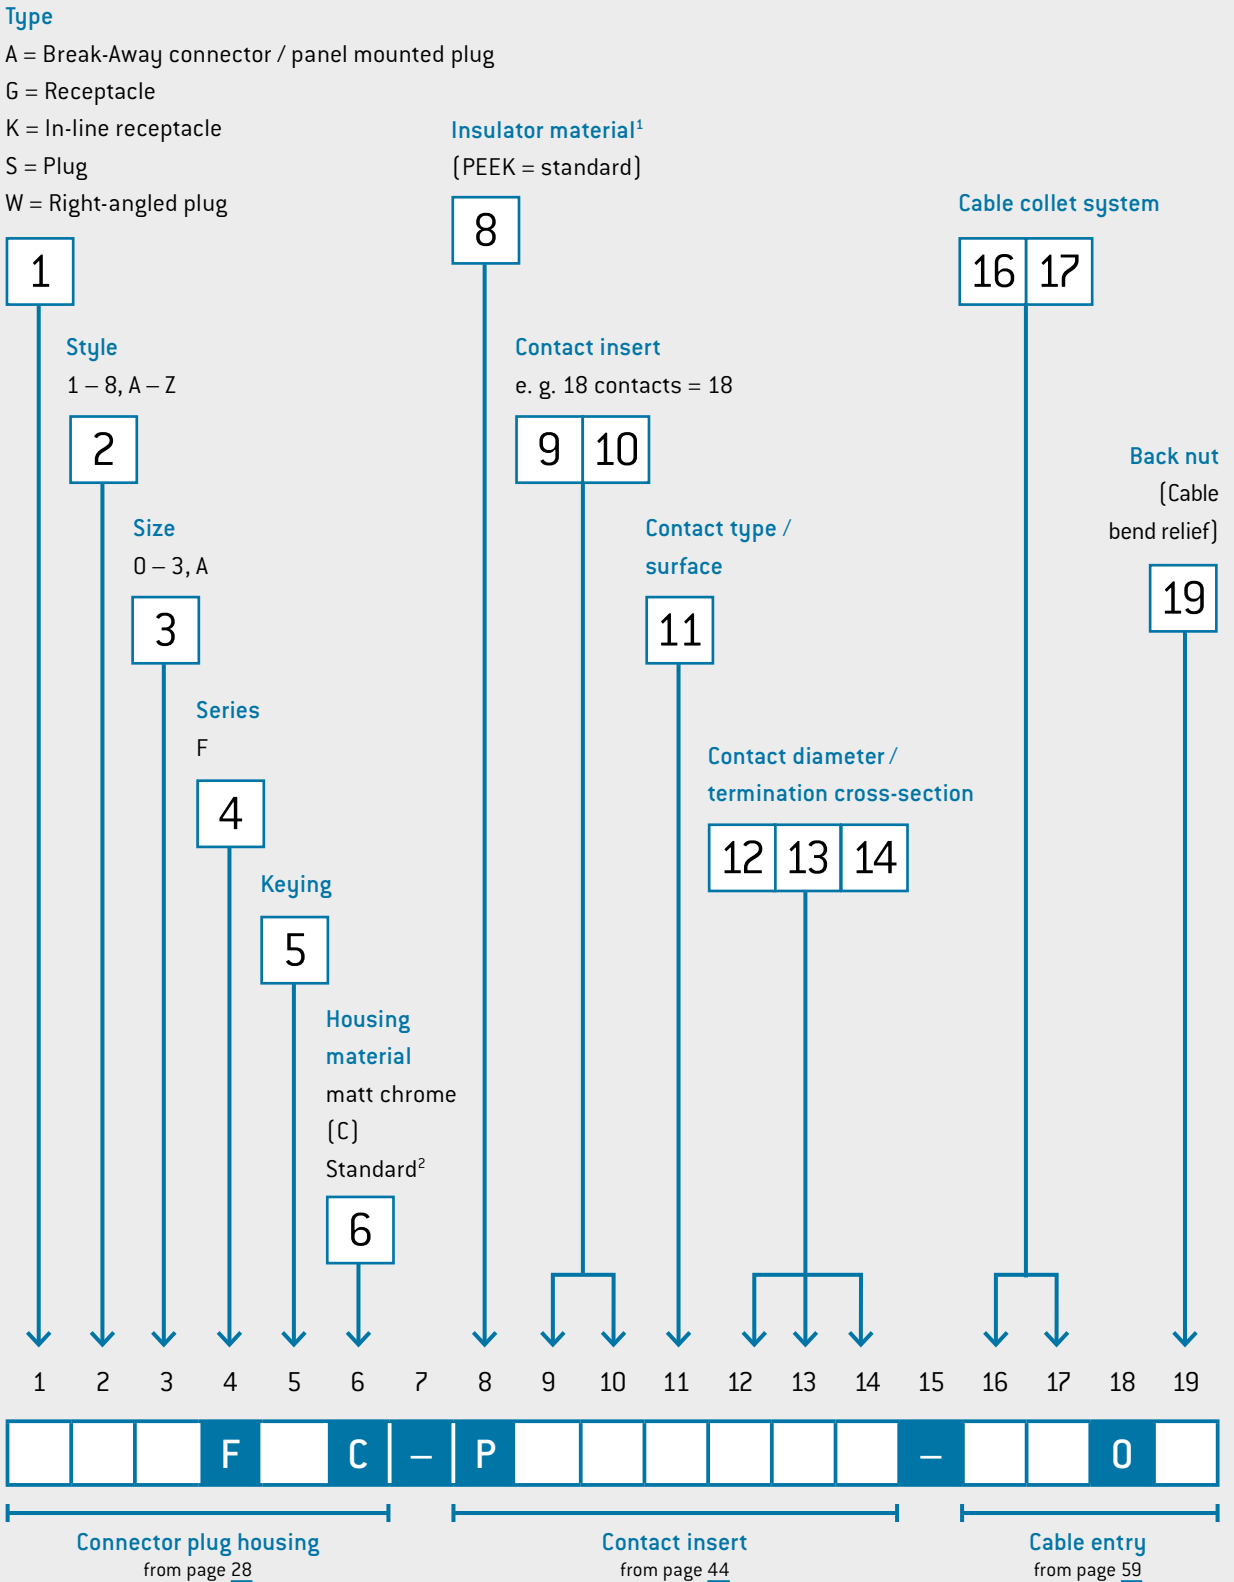 Type
A = Break-Away connector / panel mounted plug
G = Receptacle
K = In-line receptacle
S = Plug
W = Right-angled plug
1
Insulator material¹
(PEEK = standard)
8
Cable collet system
16 17
Style
1 – 8, A – Z
2
Contact insert
e. g. 18 contacts = 18
9 10
Back nut
(Cable
bend relief)
19
Size
0 – 3, A
3
Contact type /
surface
11
Series
F
4
Contact diameter /
termination cross-section
12 13 14
Keying
5
Housing
material
matt chrome
(C)
Standard²
6
1 2 3 4 5 6 7 8 9 10 11 12 13 14 15 16 17 18 19
F C – P – 0
Connector plug housing
from page 28
Contact insert
from page 44
Cable entry
from page 59